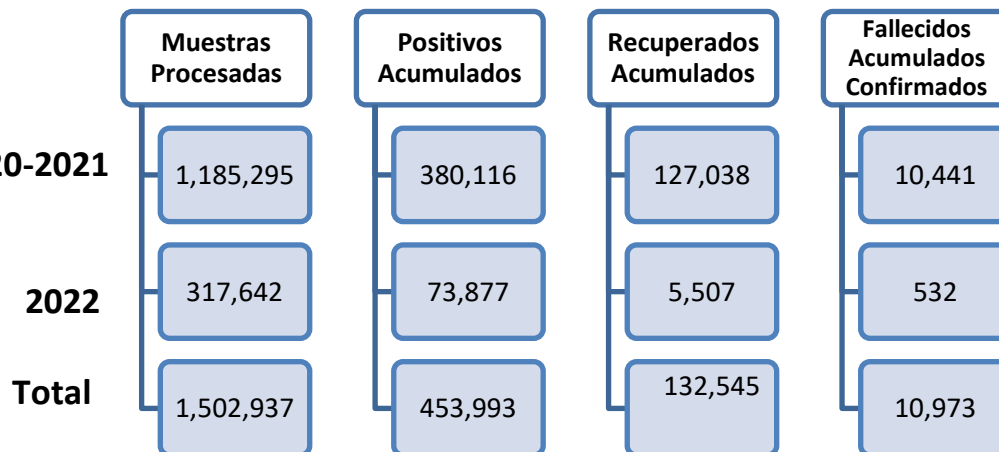 Muestras
Procesadas
Positivos
Acumulados
Recuperados
Acumulados
Fallecidos
Acumulados
Confirmados
20-2021
1,185,295
380,116
127,038
10,441
2022
317,642
73,877
5,507
532
Total
1,502,937
453,993
132,545
10,973